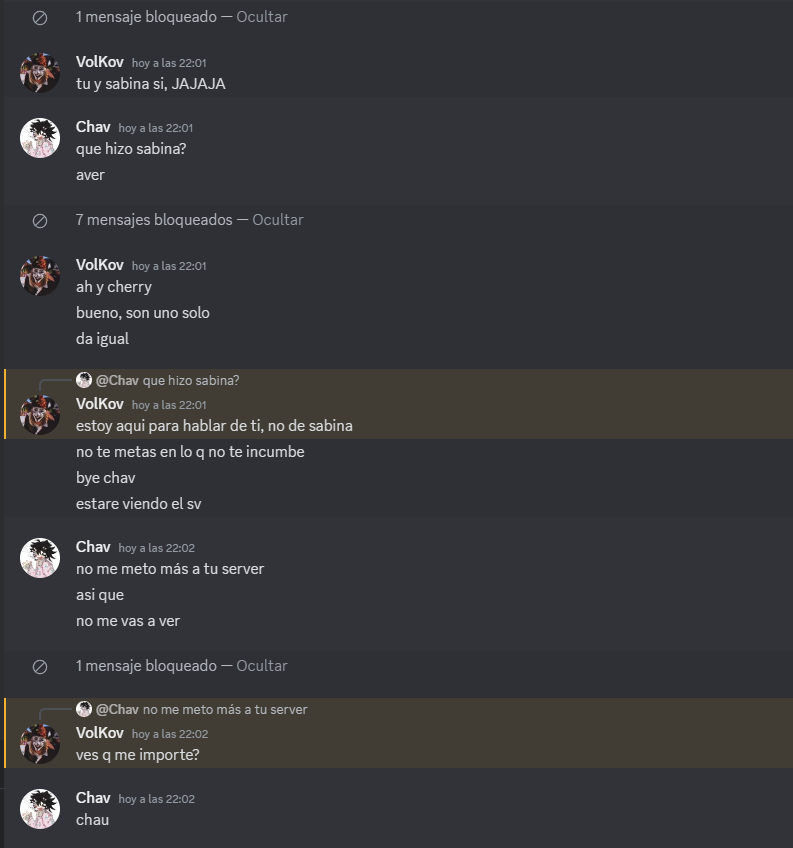 1 mensaje bloqueado — Ocultar
VolKov hoy a las 22:01
tu y sabina si, JAJAJA
Chav hoy a las 22:01
que hizo sabina?
aver
7 mensajes bloqueados — Ocultar
VolKov hoy a las 22:01
ah y cherry
bueno, son uno solo
da igual
@Chav que hizo sabina?
VolKov hoy a las 22:01
estoy aqui para hablar de ti, no de sabina
no te metas en lo q no te incumbe
bye chav
estare viendo el sv
Chav hoy a las 22:02
no me meto más a tu server
asi que
no me vas a ver
1 mensaje bloqueado — Ocultar
@Chav no me meto más a tu server
VolKov hoy a las 22:02
ves q me importe?
Chav hoy a las 22:02
chau